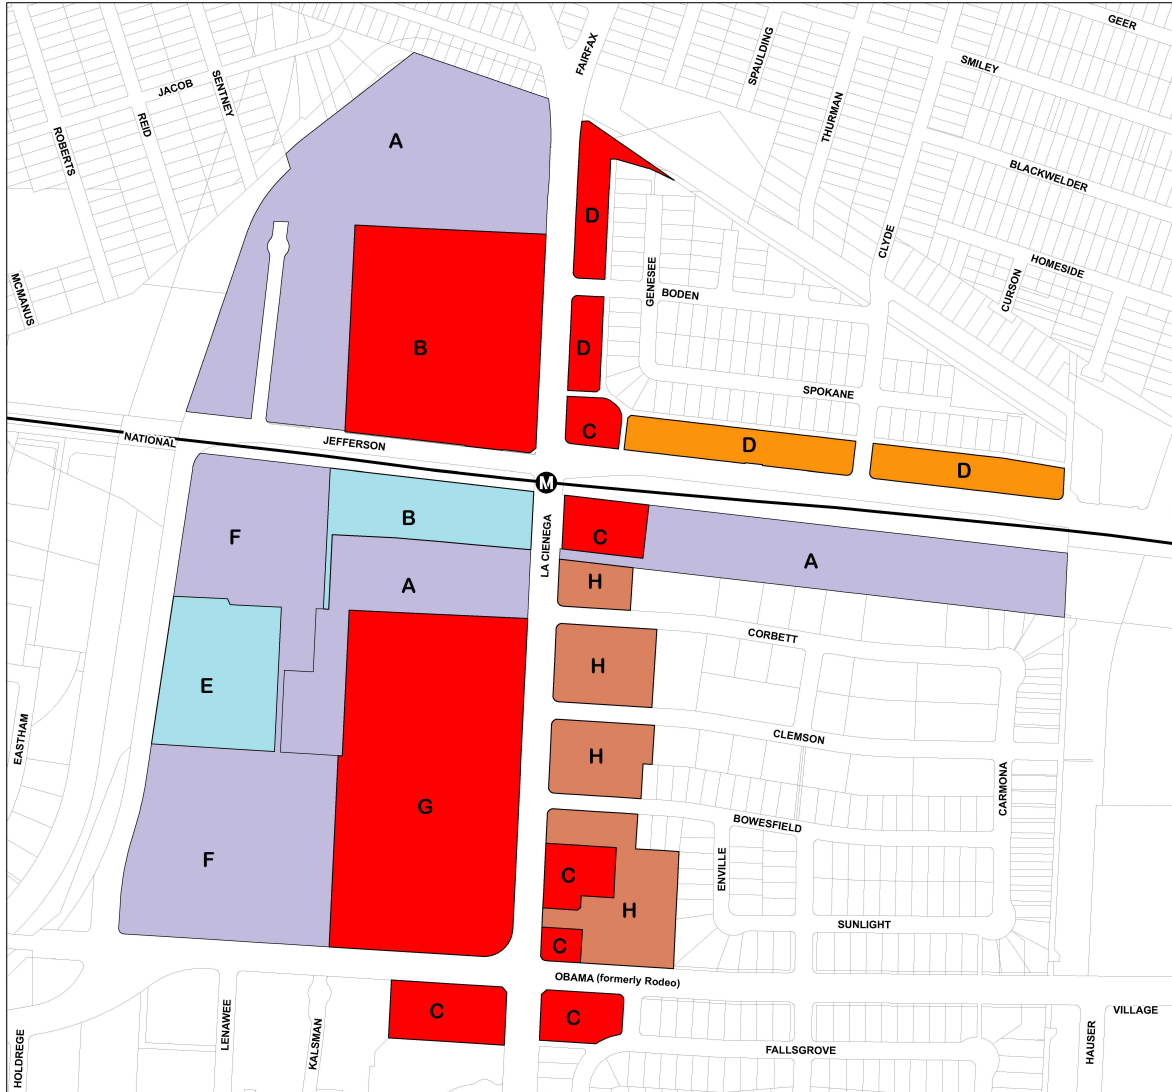 GEER
FAIRFAX
SPAULDING
SMILEY
JACOB
SENTNEY
REID
ROBERTS
THURMAN
A
BLACKWELDER
D
CLYDE
HOMESIDE
GENESEE
BODEN
CURSON
MCMANUS
B
D
SPOKANE
C
D
D
NATIONAL
JEFFERSON
M
B
F
LA CIENEGA
C
A
A
H
CORBETT
H
E
EASTHAM
CLEMSON
H
CARMONA
G
BOWESFIELD
F
C
ENVILLE
H
SUNLIGHT
C
OBAMA (formerly Rodeo)
C
C
VILLAGE
LENAWEE
KALSMAN
HOLDREGE
FALLSGROVE
HAUSER